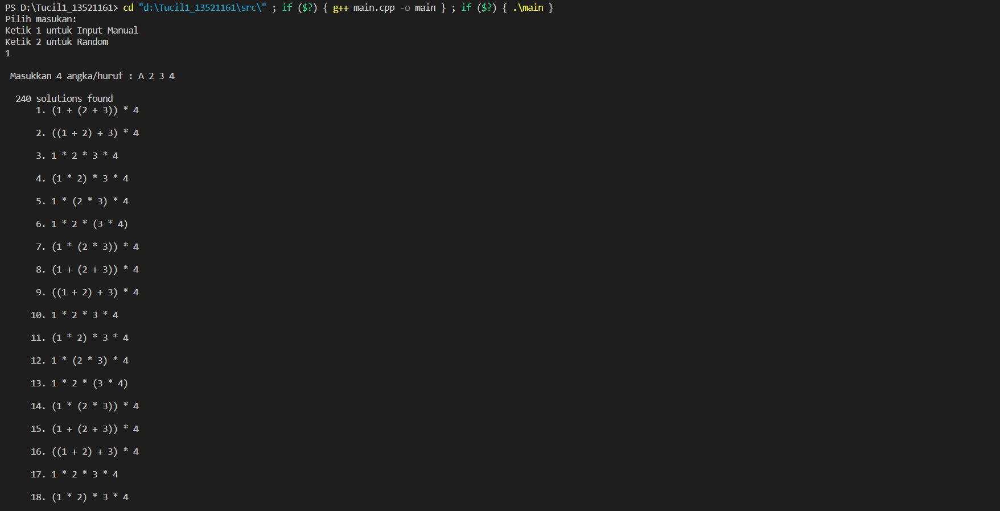 PS D:\Tucil1_13521161> cd "d:\Tucil1_13521161\src\" ; if ($?) { g++ main.cpp -o main } ; if ($?) { .\main }
Pilih masukan:
Ketik 1 untuk Input Manual
Ketik 2 untuk Random
1
Masukkan 4 angka/huruf : A 2 3 4
240 solutions found
1. (1 + (2 + 3)) * 4
2. ((1 + 2) + 3) * 4
3. 1 * 2 * 3 * 4
4. (1 * 2) * 3 * 4
5. 1 * (2 * 3) * 4
6. 1 * 2 * (3 * 4)
7. (1 * (2 * 3)) * 4
8. (1 + (2 + 3)) * 4
9. ((1 + 2) + 3) * 4
10. 1 * 2 * 3 * 4
11. (1 * 2) * 3 * 4
12. 1 * (2 * 3) * 4
13. 1 * 2 * (3 * 4)
14. (1 * (2 * 3)) * 4
15. (1 + (2 + 3)) * 4
16. ((1 + 2) + 3) * 4
17. 1 * 2 * 3 * 4
18. (1 * 2) * 3 * 4